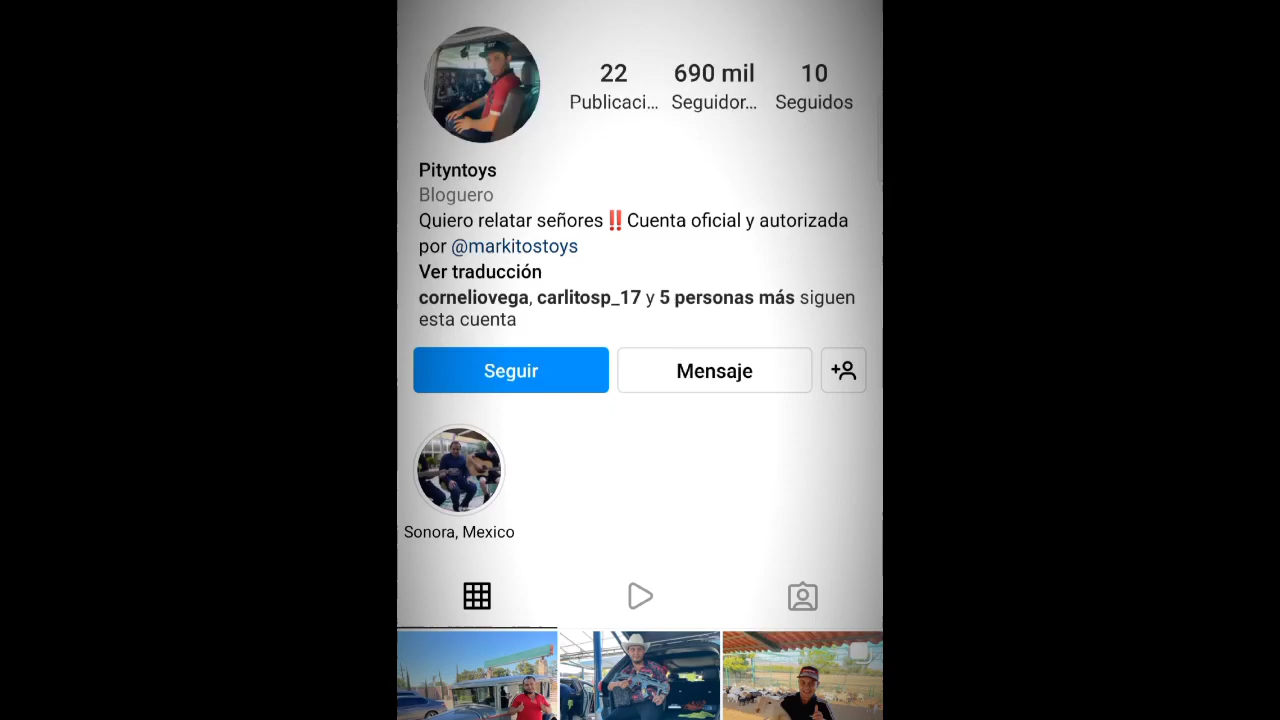 22 690 mil 10
Publicaci... Seguidor... Seguidos
Pityntoys
Bloguero
Quiero relatar señores‼️Cuenta oficial y autorizada
por @markitostoys
Ver traducción
corneliovega, carlitosp_17 y 5 personas más siguen
esta cuenta
Seguir Mensaje
Sonora, Mexico